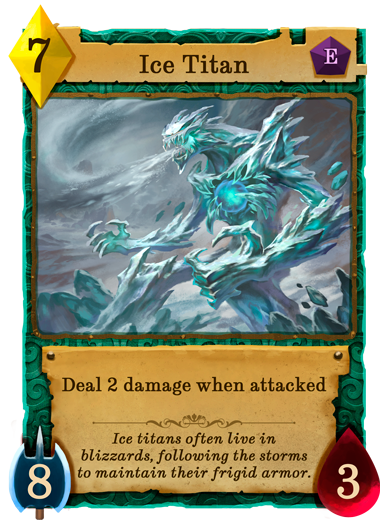 7
Ice Titan
E
Deal 2 damage when attacked
Ice titans often live in
blizzards, following the storms
to maintain their frigid armor.
8
3